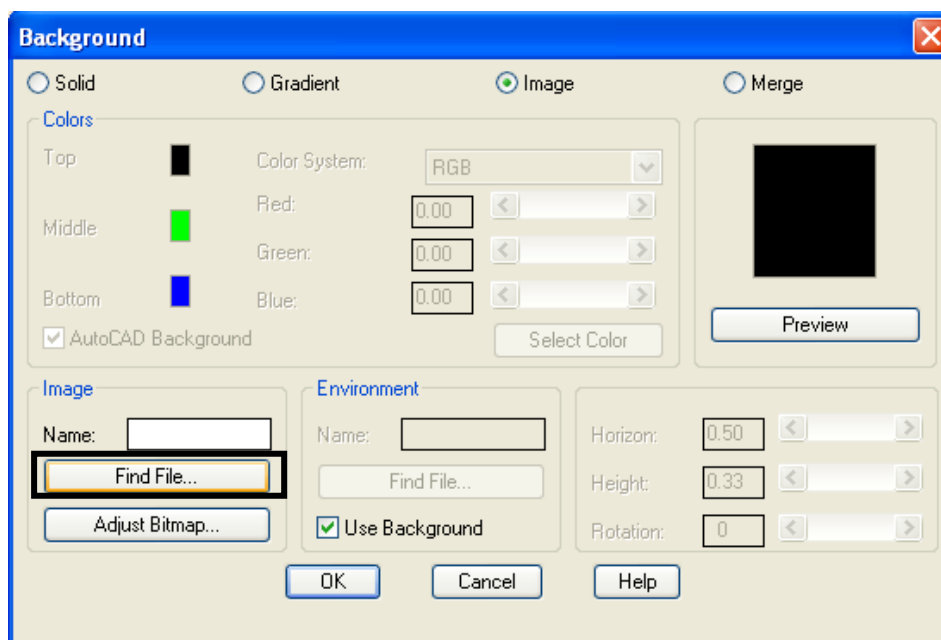 Background
Solid Gradient Image Merge
Colors
Top Color System: RGB
Red: 0.00
Middle
Green: 0.00
Bottom Blue: 0.00
AutoCAD Background Select Color
Preview
Image
Name:
Find File...
Adjust Bitmap...
Environment
Name:
Find File...
Use Background
Horizon: 0.50
Height: 0.33
Rotation: 0
OK Cancel Help